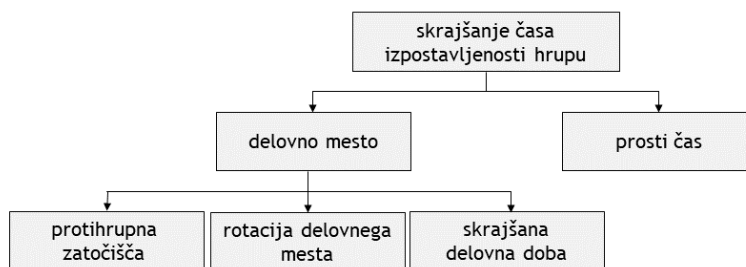 skrajšanje časa
izpostavljenosti hrupu
delovno mesto
prosti čas
protihrupna
zatočišča
rotacija delovnega
mesta
skrajšana
delovna doba